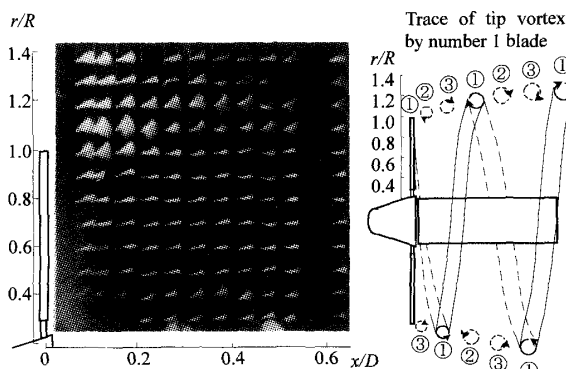 r/R
1.4
1.2
1.0
0.8
0.6
0.4
0
0.2
0.4
0.6
x/D
Trace of tip vortex
by number 1 blade
r/R
1.4
1.2
1.0
0.8
0.6
0.4
① ② ③ ① ② ③ ①
③ ① ② ③ ①